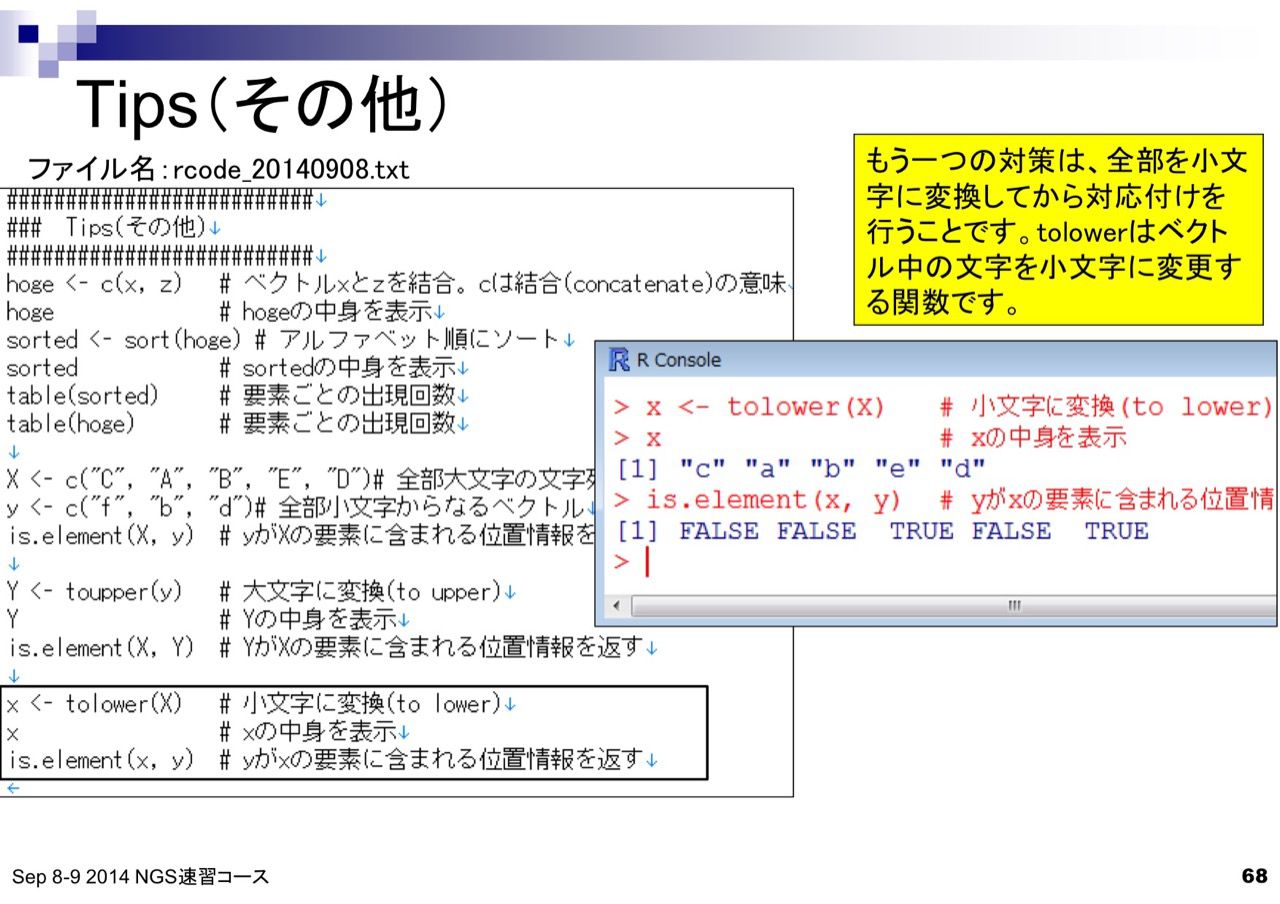 Tips(その他)
ファイル名:rcode_20140908.txt
##########################↓
### Tips(その他)↓
##########################↓
hoge <- c(x, z) # ベクトルxとzを結合。cは結合(concatenate)の意味
hoge # hogeの中身を表示↓
sorted <- sort(hoge) # アルファベット順にソート↓
sorted # sortedの中身を表示↓
table(sorted) # 要素ごとの出現回数↓
table(hoge) # 要素ごとの出現回数↓
↓
X <- c("C", "A", "B", "E", "D")# 全部大文字の文字
y <- c("f", "b", "d")# 全部小文字からなるベクトル↓
is.element(X, y) # yがXの要素に含まれる位置情報を
↓
Y <- toupper(y) # 大文字に変換(to upper)↓
Y # Yの中身を表示↓
is.element(X, Y) # YがXの要素に含まれる位置情報を返す↓
↓
x <- tolower(X) # 小文字に変換(to lower)↓
x # xの中身を表示↓
is.element(x, y) # yがxの要素に含まれる位置情報を返す↓
←
もう一つの対策は、全部を小文
字に変換してから対応付けを
行うことです。tolowerはベクト
ル中の文字を小文字に変更す
る関数です。
R Console
> x <- tolower(X) # 小文字に変換(to lower)
> x # xの中身を表示
[1] "c" "a" "b" "e" "d"
> is.element(x, y) # yがxの要素に含まれる位置情
[1] FALSE FALSE TRUE FALSE TRUE
>
Sep 8-9 2014 NGS速習コース
68